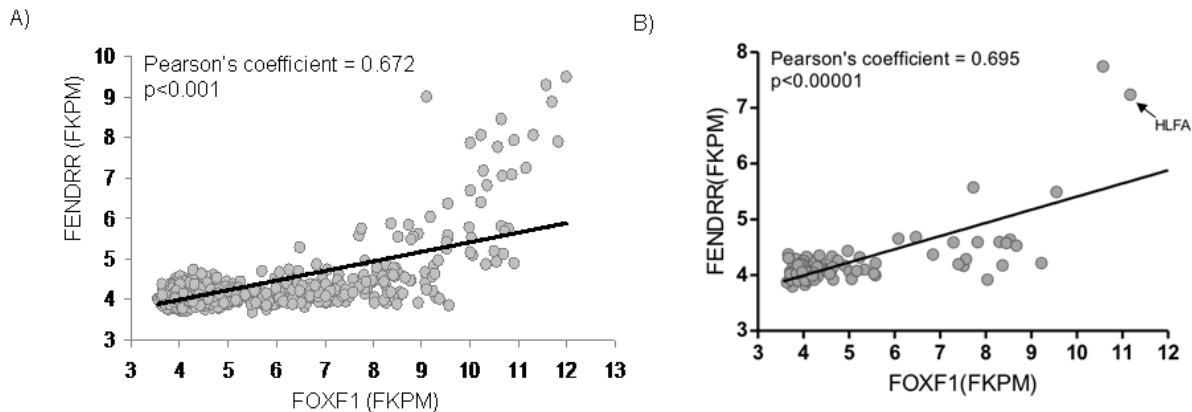 A)
Pearson's coefficient = 0.672
p<0.001
FENDRR (FKPM)
10
9
8
7
6
5
4
3
3 4 5 6 7 8 9 10 11 12 13
FOXF1 (FKPM)
B)
Pearson's coefficient = 0.695
p<0.00001
HLFA
FENDRR(FKPM)
8
7
6
5
4
3
3 4 5 6 7 8 9 10 11 12
FOXF1(FKPM)